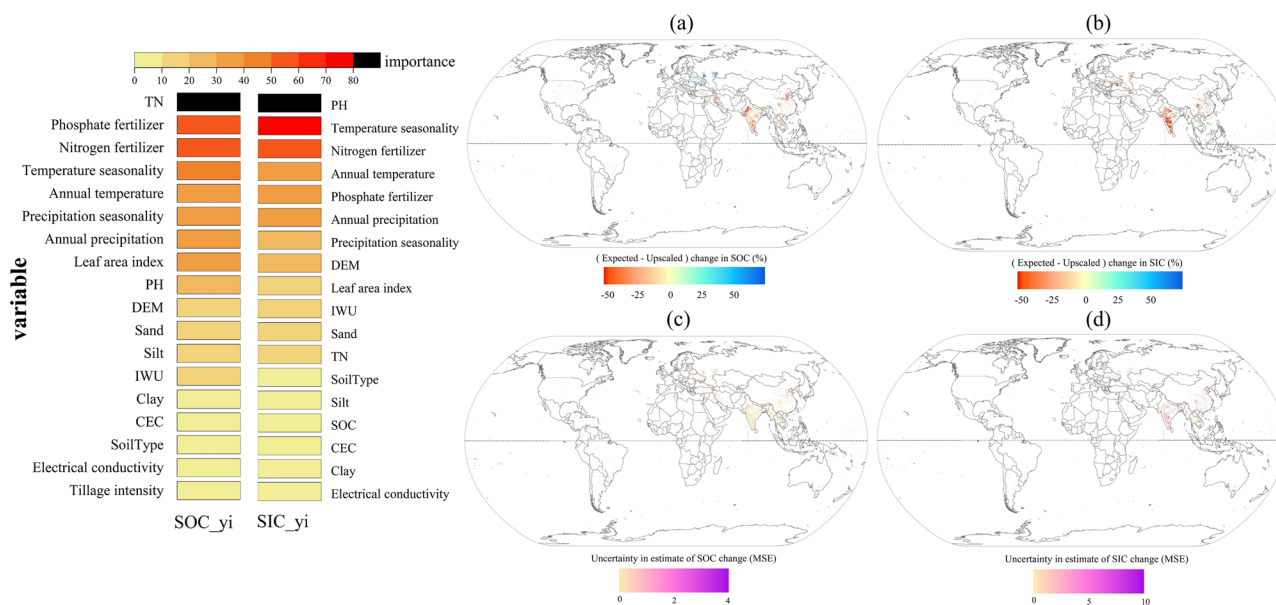 0 10 20 30 40 50 60 70 80
importance
variable
TN
Phosphate fertilizer
Nitrogen fertilizer
Temperature seasonality
Annual temperature
Precipitation seasonality
Annual precipitation
Leaf area index
PH
DEM
Sand
Silt
IWU
Clay
CEC
SoilType
Electrical conductivity
Tillage intensity
SOC_yi
PH
Temperature seasonality
Nitrogen fertilizer
Annual temperature
Phosphate fertilizer
Annual precipitation
Precipitation seasonality
DEM
Leaf area index
IWU
Sand
TN
SoilType
Silt
SOC
CEC
Clay
Electrical conductivity
SIC_yi
(a)
( Expected - Upscaled ) change in SOC (%)
-50 -25 0 25 50
(b)
( Expected - Upscaled ) change in SIC (%)
-50 -25 0 25 50
(c)
Uncertainty in estimate of SOC change (MSE)
0 2 4
(d)
Uncertainty in estimate of SIC change (MSE)
0 10